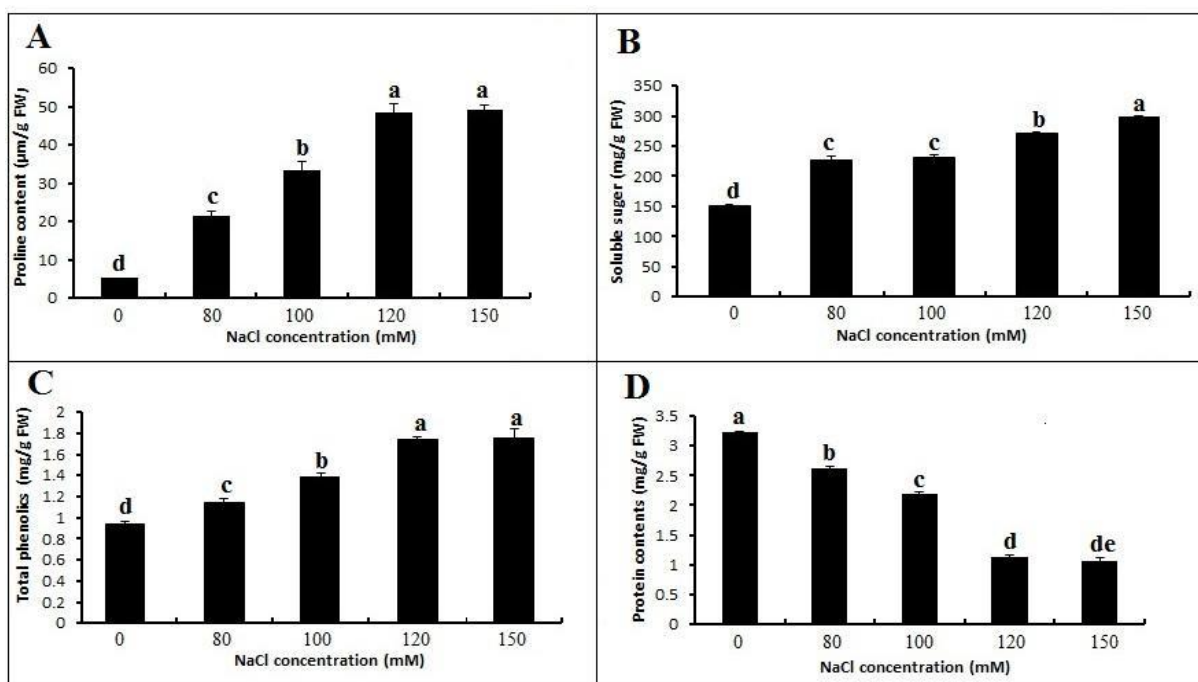 A
Proline content (µm/g FW)
60
50
40
30
20
10
0
d
c
b
a
a
0 80 100 120 150
NaCl concentration (mM)
B
Soluble suger (mg/g FW)
350
300
250
200
150
100
50
0
d
c
c
b
a
0 80 100 120 150
NaCl concentration (mM)
C
Total phenolics (mg/g FW)
2
1.8
1.6
1.4
1.2
1
0.8
0.6
0.4
0.2
0
d
c
b
a
a
0 80 100 120 150
NaCl concentration (mM)
D
Protein contents (mg/g FW)
3.5
3
2.5
2
1.5
1
0.5
0
a
b
c
d
de
0 80 100 120 150
NaCl concentration (mM)